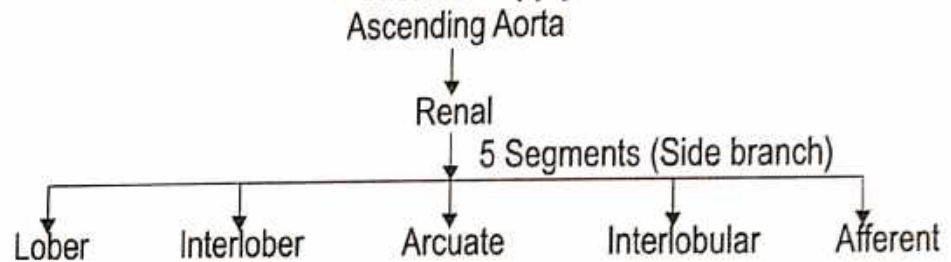 Ascending Aorta
Renal
5 Segments (Side branch)
Lober Interlober Arcuate Interlobular Afferent